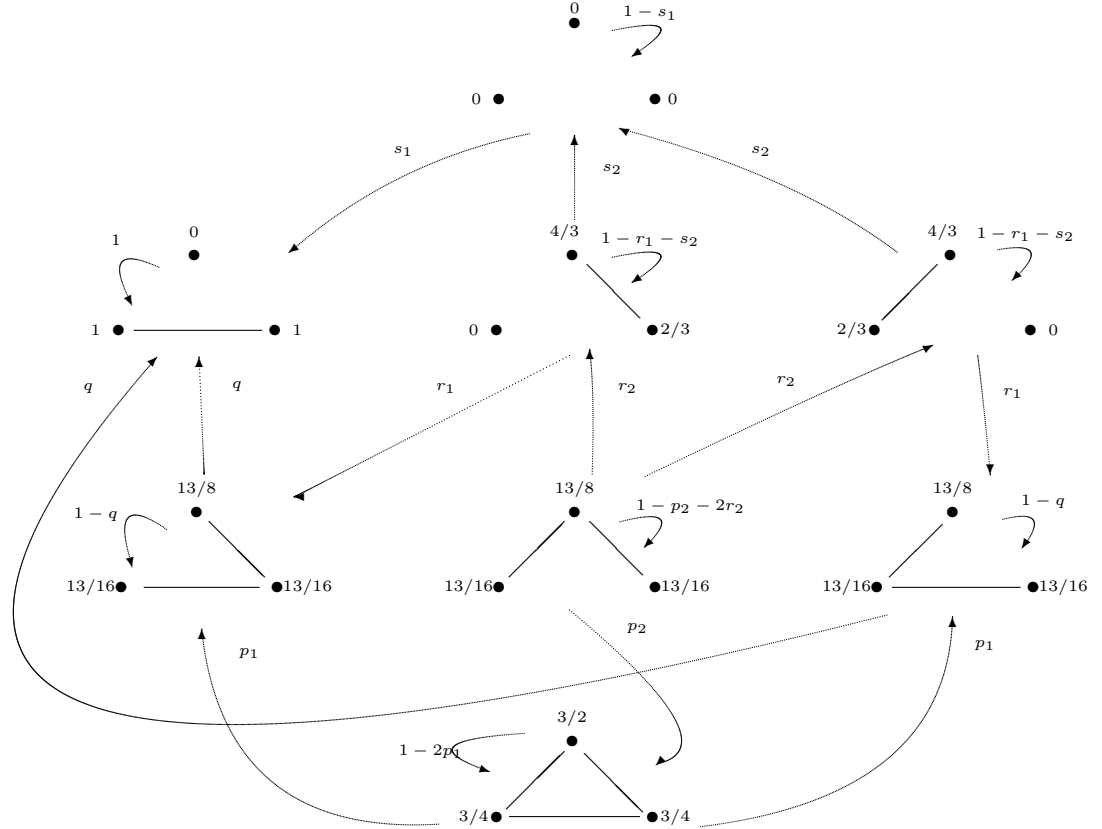 0
1 − s1
0 0
s1
s2
s2
0
1
4/3
1 − r1 − s2
4/3
1 − r1 − s2
1 1
0 2/3
2/3 0
q
q
r1
r2
r2
r1
13/8
1 − q
13/8
1 − p2 − 2r2
13/8
1 − q
13/16 13/16
13/16 13/16
13/16 13/16
p1
p2
p1
3/2
1 − 2p1
3/4 3/4